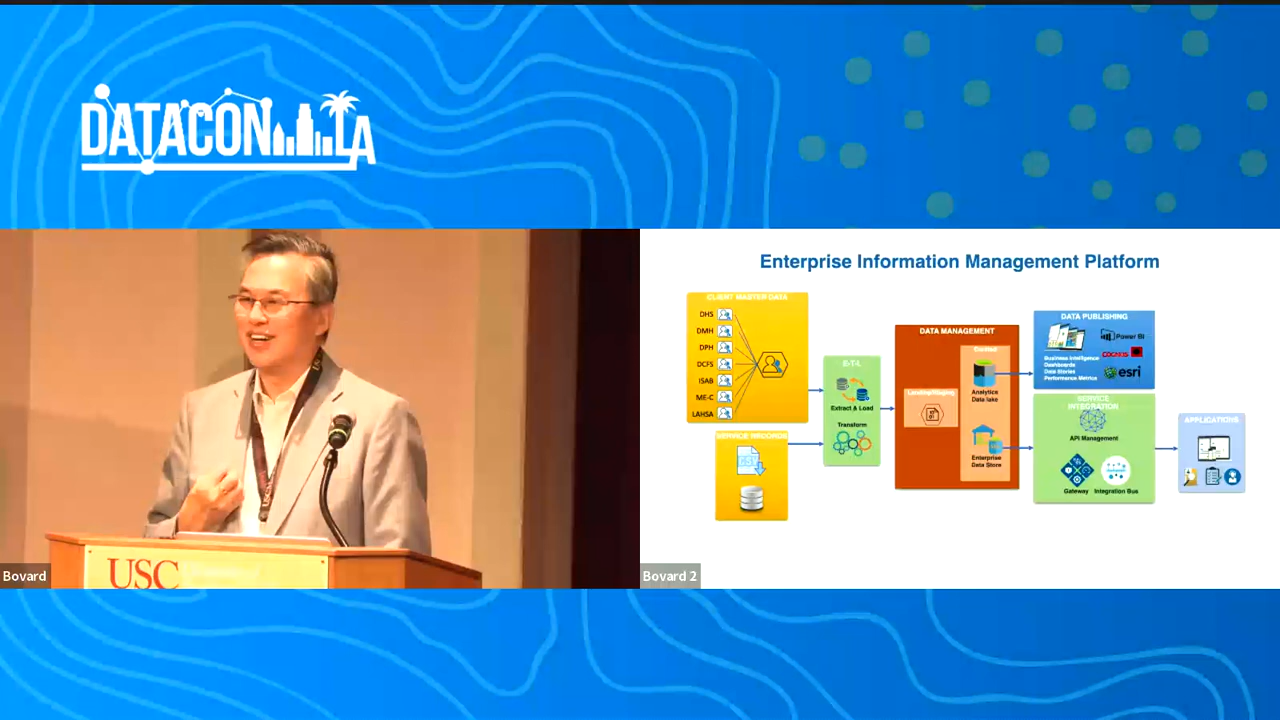 DATACON LA
USC
Bovard
Enterprise Information Management Platform
CLIENT MASTER DATA
DHS
DMH
DPH
DCFS
ISAB
ME-C
LAHSA
SERVICE RECORDS
CSV
E-T-L
Extract & Load
Transform
DATA MANAGEMENT
Landing/Staging
Curated
Analytics
Data lake
Enterprise
Data Store
DATA PUBLISHING
Power BI
COGNOS
Business Intelligence
Dashboards
Data Stories
Performance Metrics
esri
SERVICE
INTEGRATION
API Management
Gateway
Integration Bus
APPLICATIONS
Bovard 2